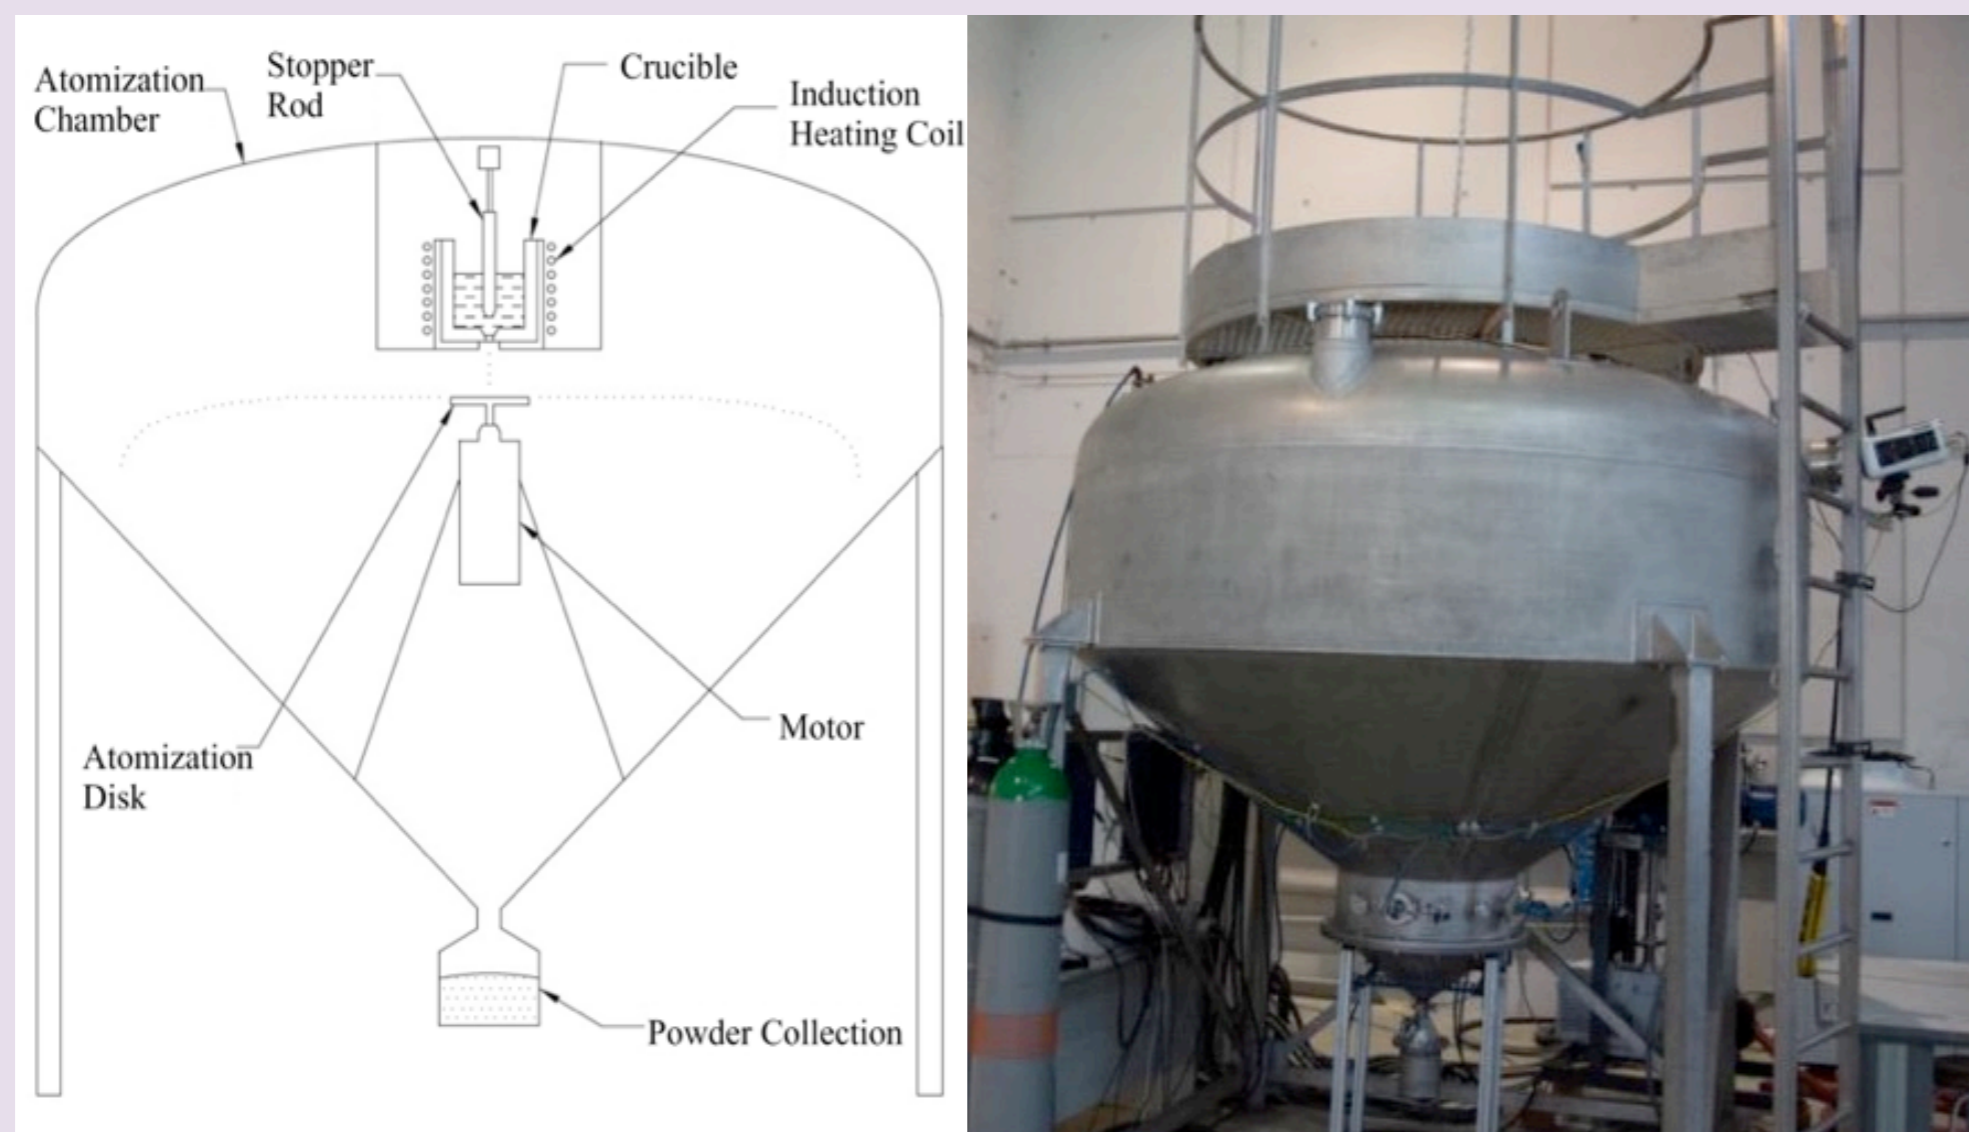 Atomization
Chamber
Stopper
Rod
Crucible
Induction
Heating Coil
Atomization
Disk
Motor
Powder Collection